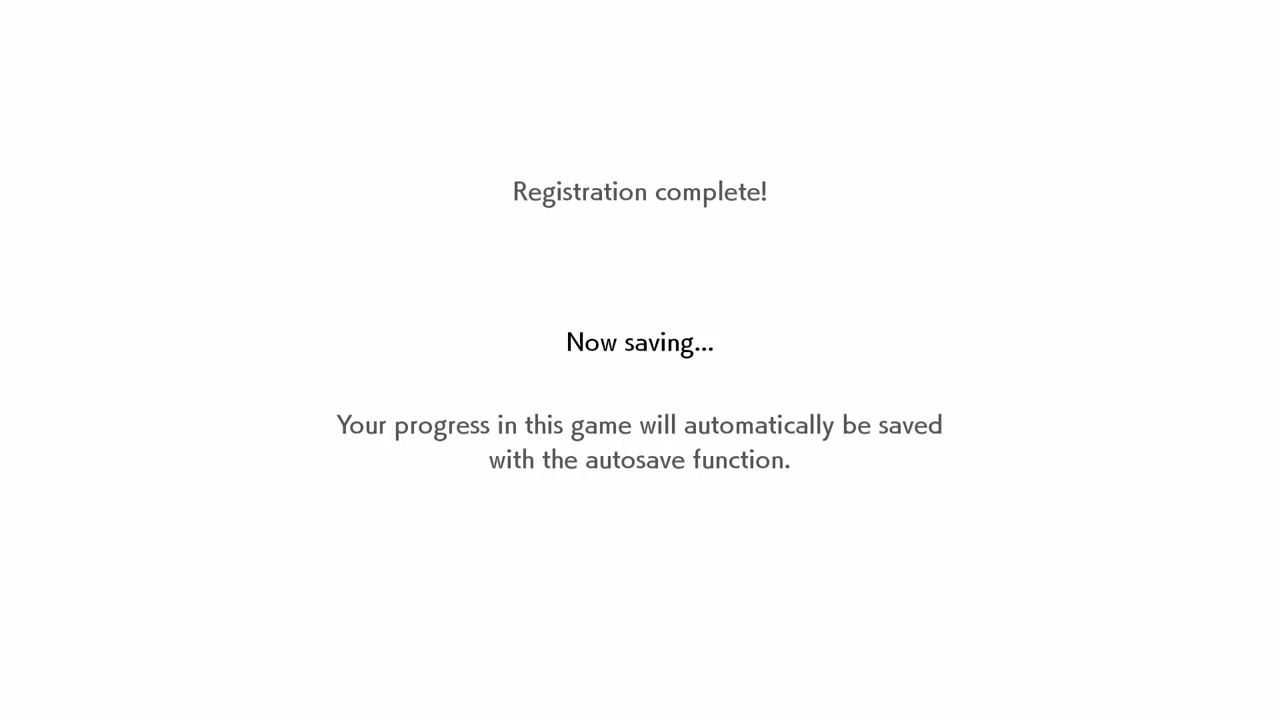 Registration complete!
Now saving...
Your progress in this game will automatically be saved
with the autosave function.